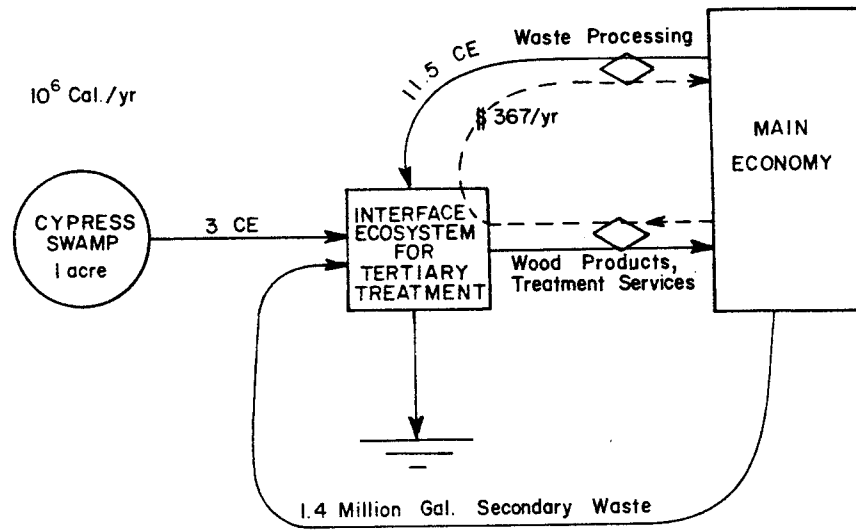 Waste Processing
11.5 CE
10⁶ Cal./yr
$ 367/yr
MAIN
ECONOMY
CYPRESS
SWAMP
1 acre
3 CE
INTERFACE
ECOSYSTEM
FOR
TERTIARY
TREATMENT
Wood Products,
Treatment Services
1.4 Million Gal. Secondary Waste